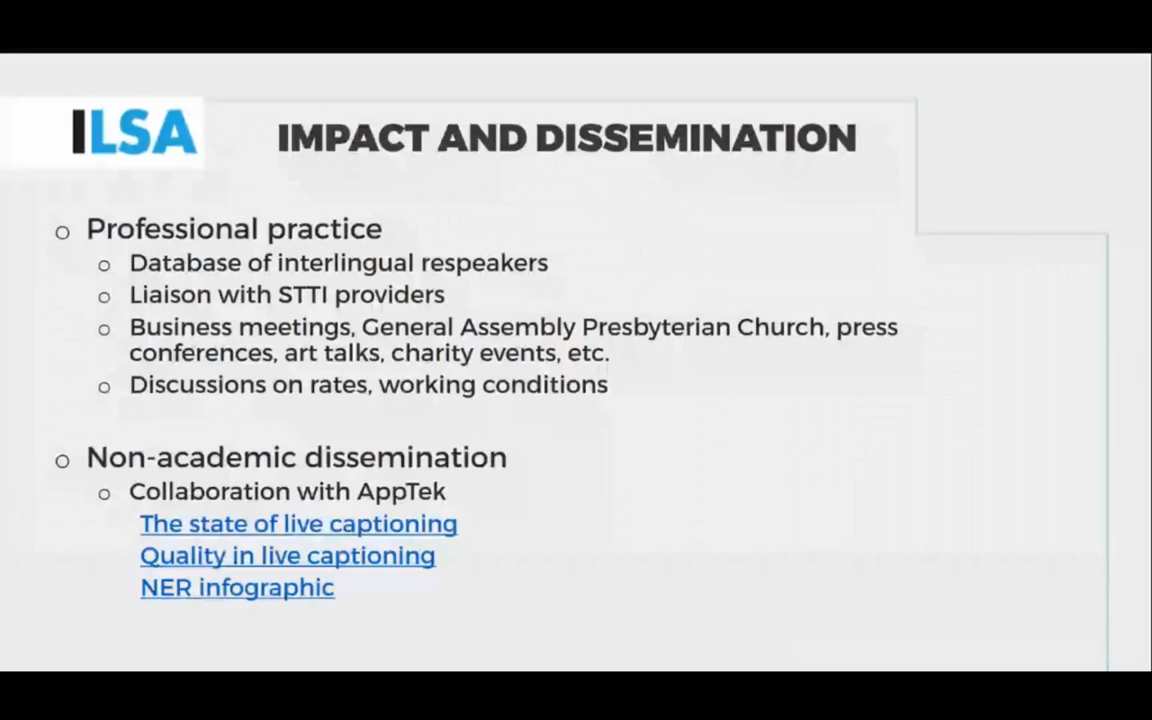 ILSA
IMPACT AND DISSEMINATION
o Professional practice
o Database of interlingual respeakers
o Liaison with STTI providers
o Business meetings, General Assembly Presbyterian Church, press
conferences, art talks, charity events, etc.
o Discussions on rates, working conditions
o Non-academic dissemination
o Collaboration with AppTek
The state of live captioning
Quality in live captioning
NER infographic